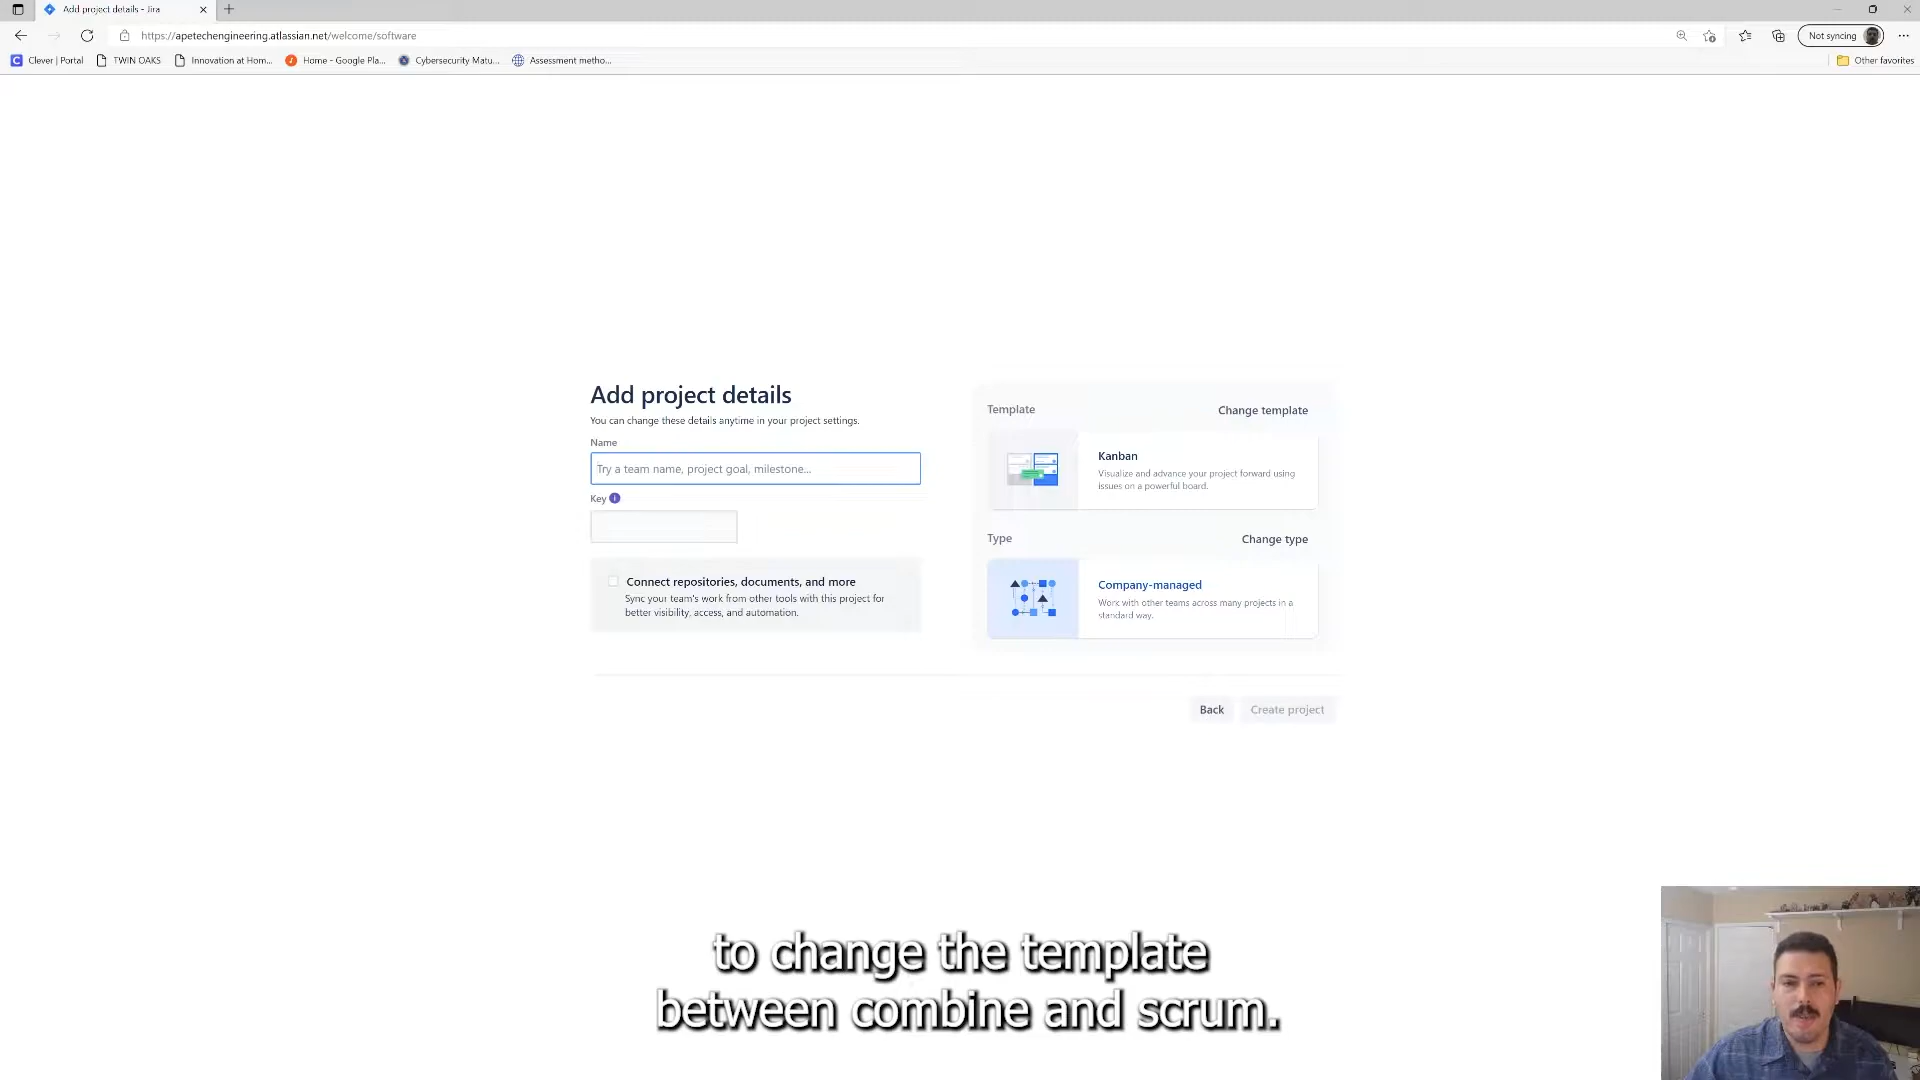 Add project details - Jira
Not syncing
https://apetechengineering.atlassian.net/welcome/software
Clever | Portal
TWIN OAKS
Innovation at Hom...
Home - Google Pla...
Cybersecurity Matu...
Assessment metho...
Other favorites
Add project details
You can change these details anytime in your project settings.
Name
Try a team name, project goal, milestone...
Key
Connect repositories, documents, and more
Sync your team's work from other tools with this project for
better visibility, access, and automation.
Template
Change template
Kanban
Visualize and advance your project forward using
issues on a powerful board.
Type
Change type
Company-managed
Work with other teams across many projects in a
standard way.
Back
Create project
to change the template
between combine and scrum.